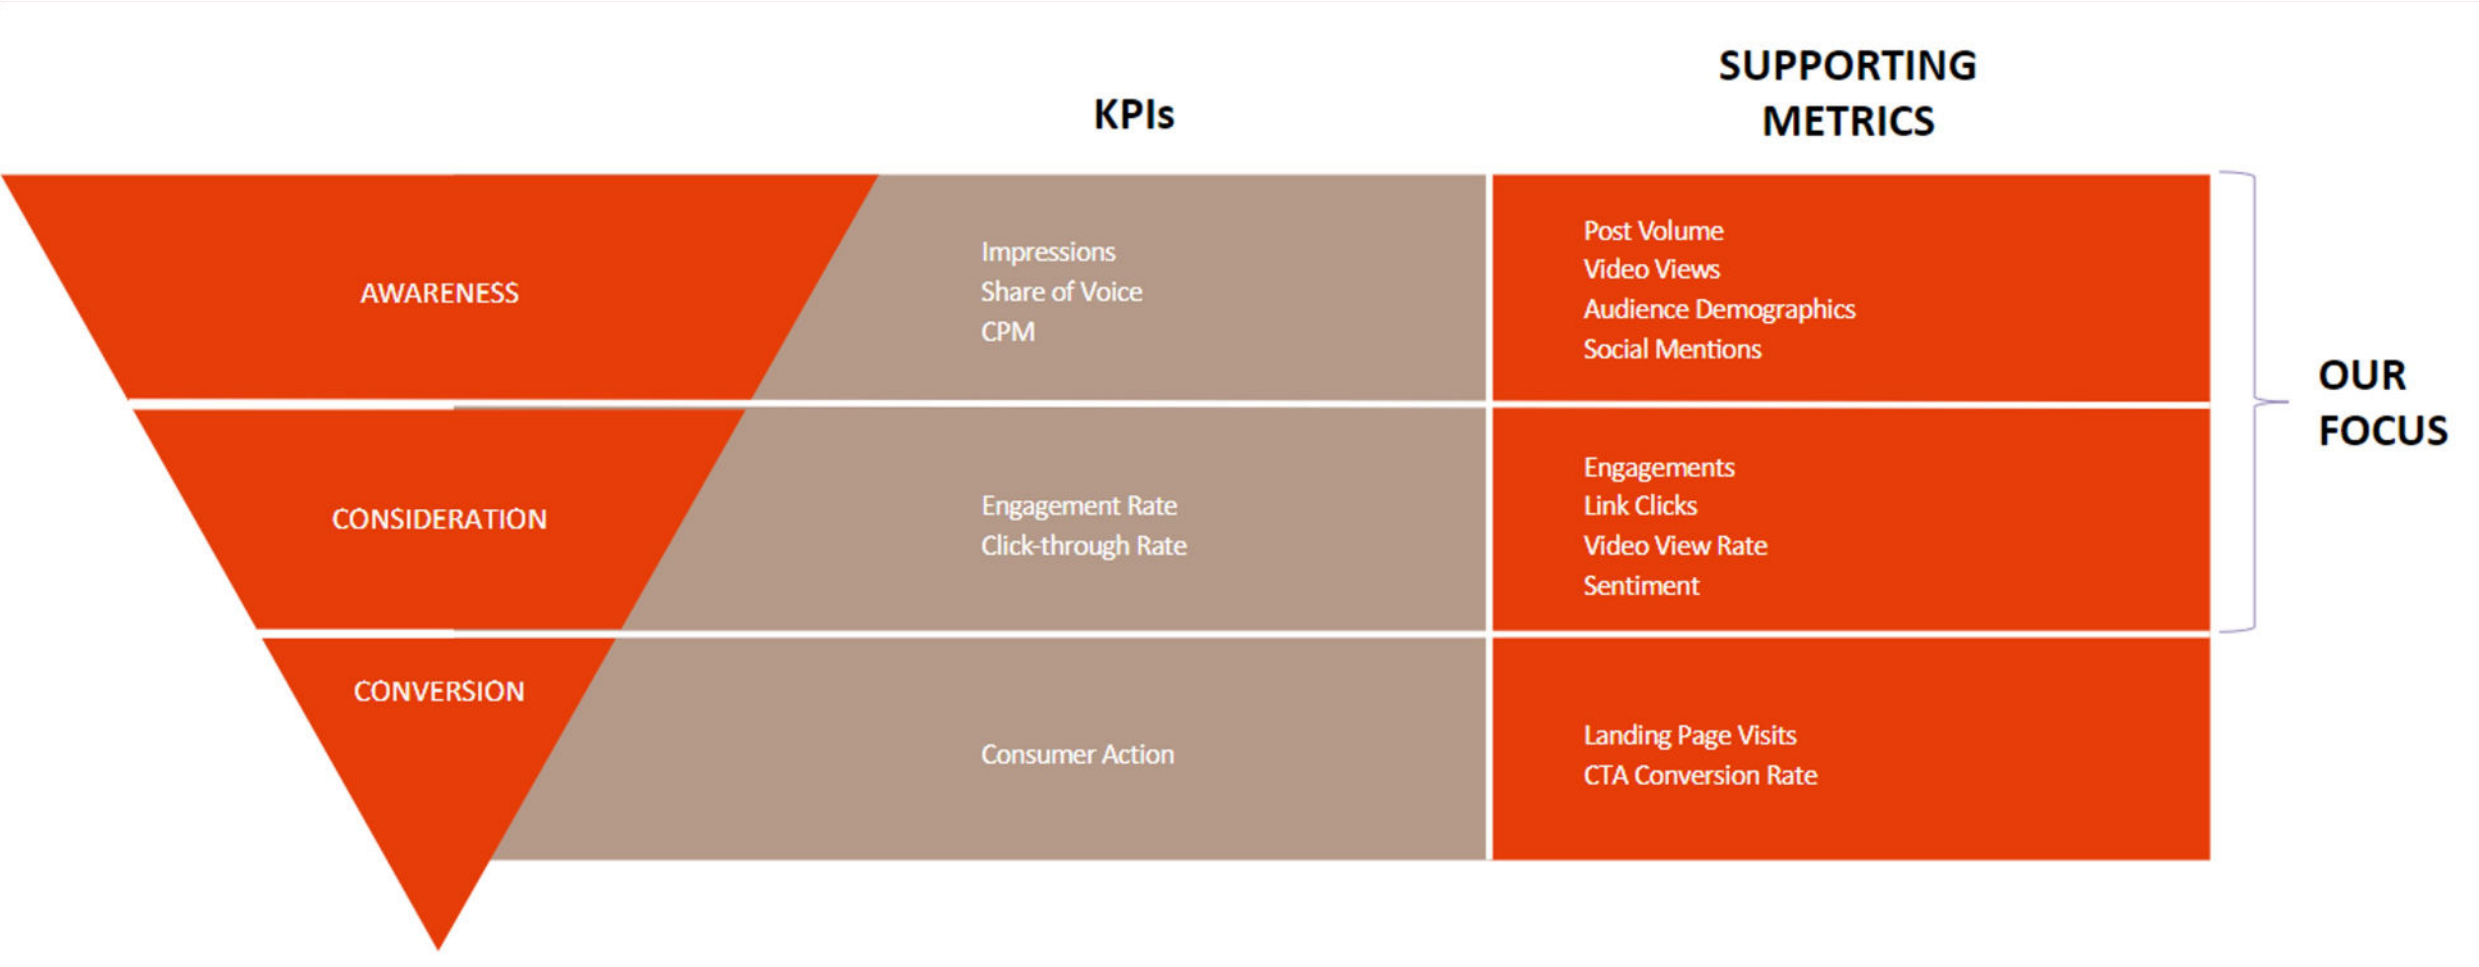 KPIs
SUPPORTING
METRICS
AWARENESS
Impressions
Share of Voice
CPM
Post Volume
Video Views
Audience Demographics
Social Mentions
OUR
FOCUS
CONSIDERATION
Engagement Rate
Click-through Rate
Engagements
Link Clicks
Video View Rate
Sentiment
CONVERSION
Consumer Action
Landing Page Visits
CTA Conversion Rate